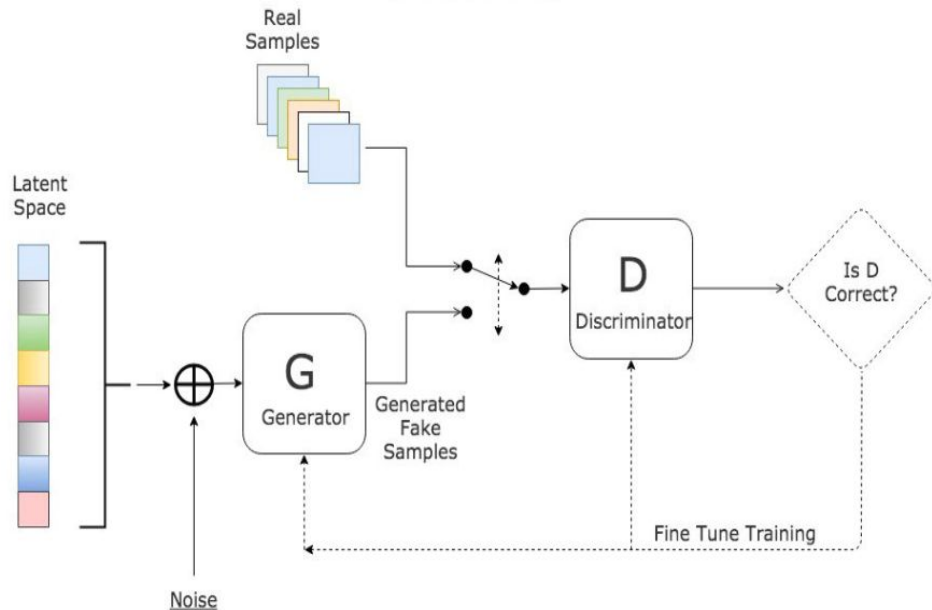 Real
Samples
Latent
Space
Is D
Correct?
D
Discriminator
G
Generator
Generated
Fake
Samples
Fine Tune Training
Noise